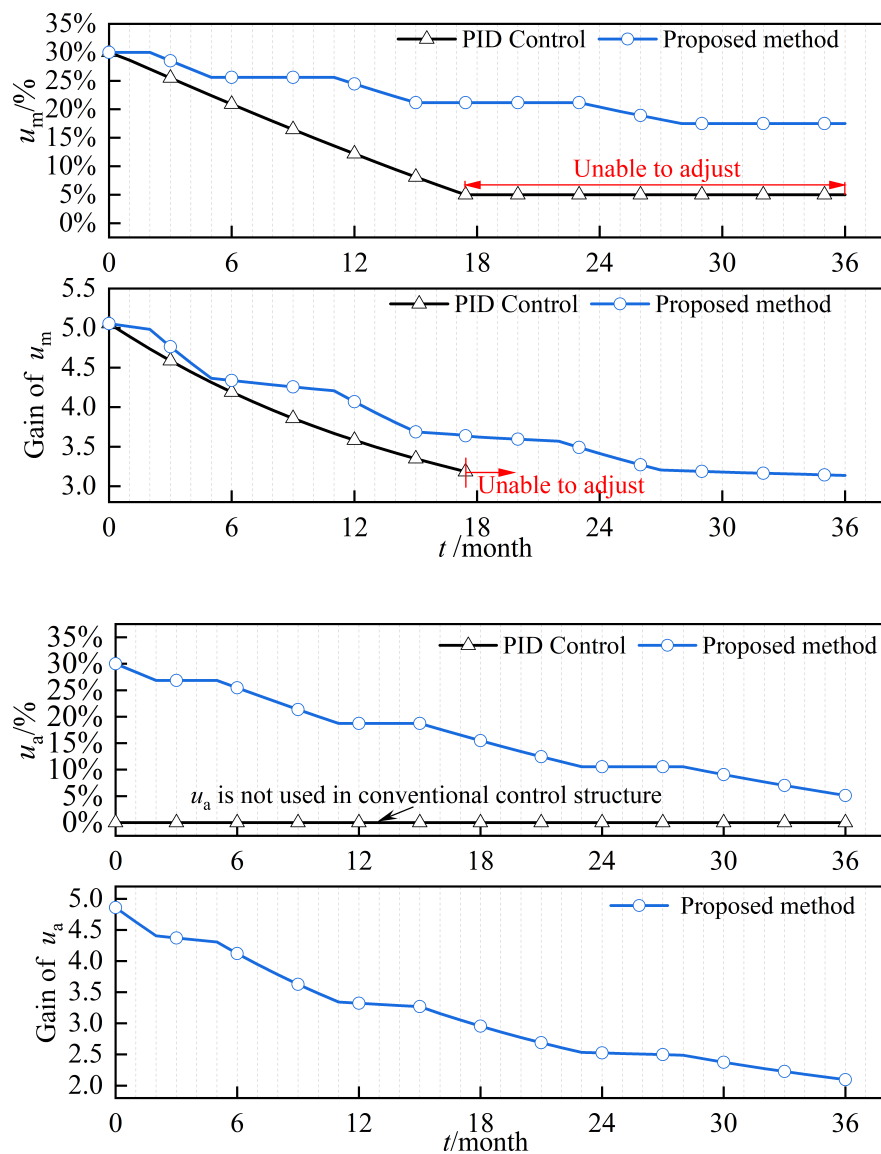 35%
30%
25%
20%
15%
10%
5%
0%
um/%
PID Control
Proposed method
Unable to adjust
0 6 12 18 24 30 36
5.5
5.0
4.5
4.0
3.5
3.0
Gain of um
PID Control
Proposed method
Unable to adjust
0 6 12 18 24 30 36
t /month
35%
30%
25%
20%
15%
10%
5%
0%
ua/%
PID Control
Proposed method
ua is not used in conventional control structure
0 6 12 18 24 30 36
5.0
4.5
4.0
3.5
3.0
2.5
2.0
Gain of ua
Proposed method
0 6 12 18 24 30 36
t/month